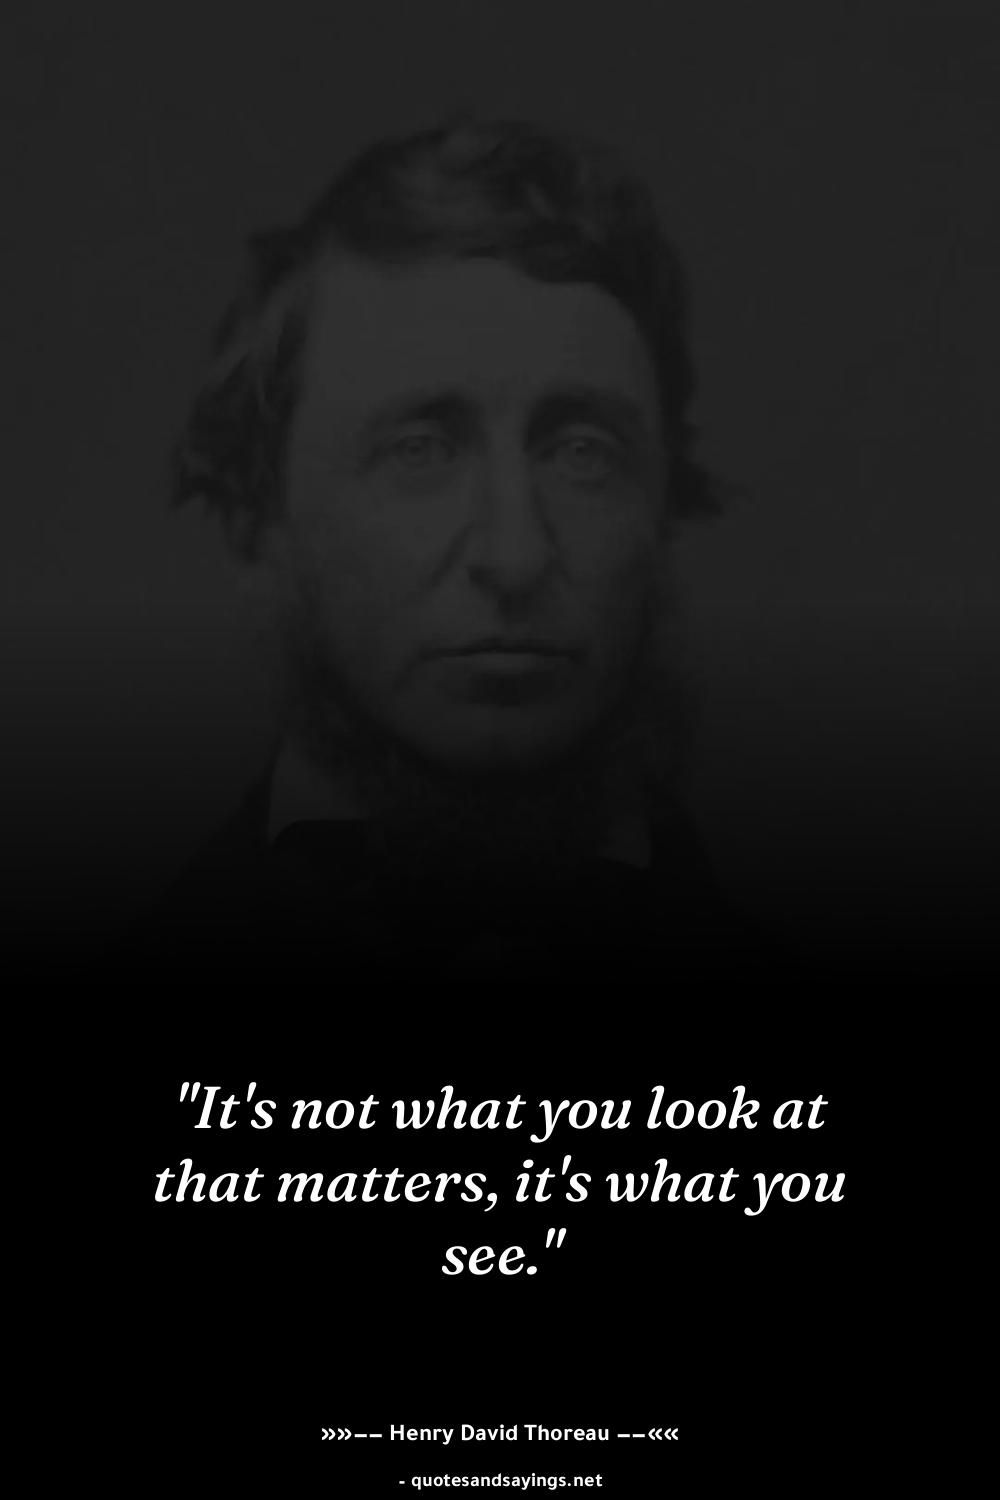 "It's not what you look at
that matters, it's what you
see."
»»−− Henry David Thoreau −−««
- quotesandsayings.net